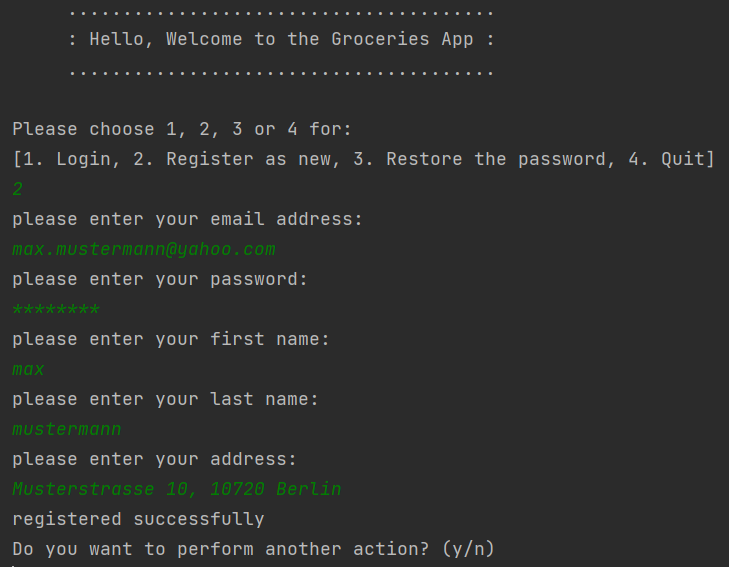 .......................................
: Hello, Welcome to the Groceries App :
.......................................
Please choose 1, 2, 3 or 4 for:
[1. Login, 2. Register as new, 3. Restore the password, 4. Quit]
2
please enter your email address:
max.mustermann@yahoo.com
please enter your password:
********
please enter your first name:
max
please enter your last name:
mustermann
please enter your address:
Musterstrasse 10, 10720 Berlin
registered successfully
Do you want to perform another action? (y/n)